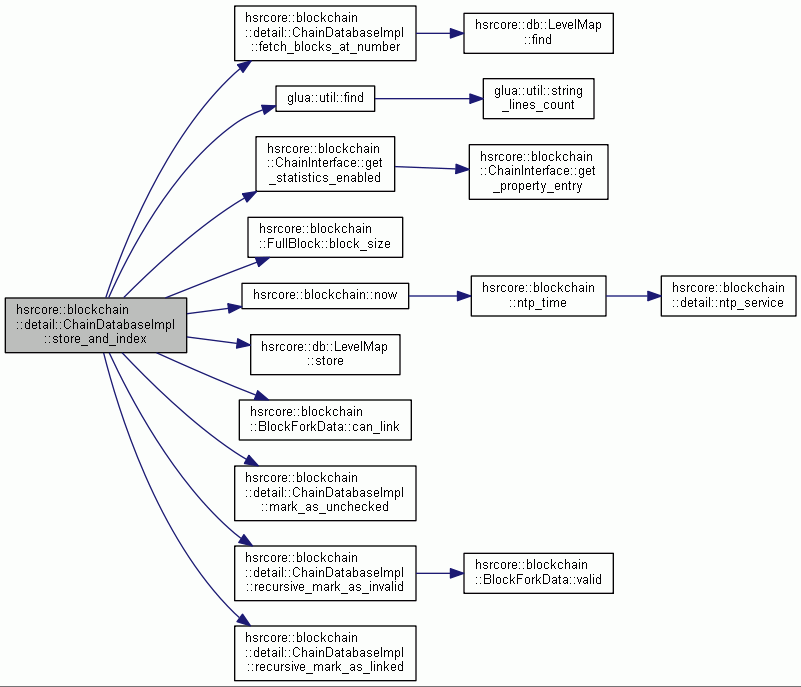 hsrcore::blockchain
::detail::ChainDatabaseImpl
::store_and_index
hsrcore::blockchain
::detail::ChainDatabaseImpl
::fetch_blocks_at_number
hsrcore::db::LevelMap
::find
glua::util::find
glua::util::string
_lines_count
hsrcore::blockchain
::ChainInterface::get
_statistics_enabled
hsrcore::blockchain
::ChainInterface::get
_property_entry
hsrcore::blockchain
::FullBlock::block_size
hsrcore::blockchain::now
hsrcore::blockchain
::ntp_time
hsrcore::blockchain
::detail::ntp_service
hsrcore::db::LevelMap
::store
hsrcore::blockchain
::BlockForkData::can_link
hsrcore::blockchain
::detail::ChainDatabaseImpl
::mark_as_unchecked
hsrcore::blockchain
::detail::ChainDatabaseImpl
::recursive_mark_as_invalid
hsrcore::blockchain
::BlockForkData::valid
hsrcore::blockchain
::detail::ChainDatabaseImpl
::recursive_mark_as_linked